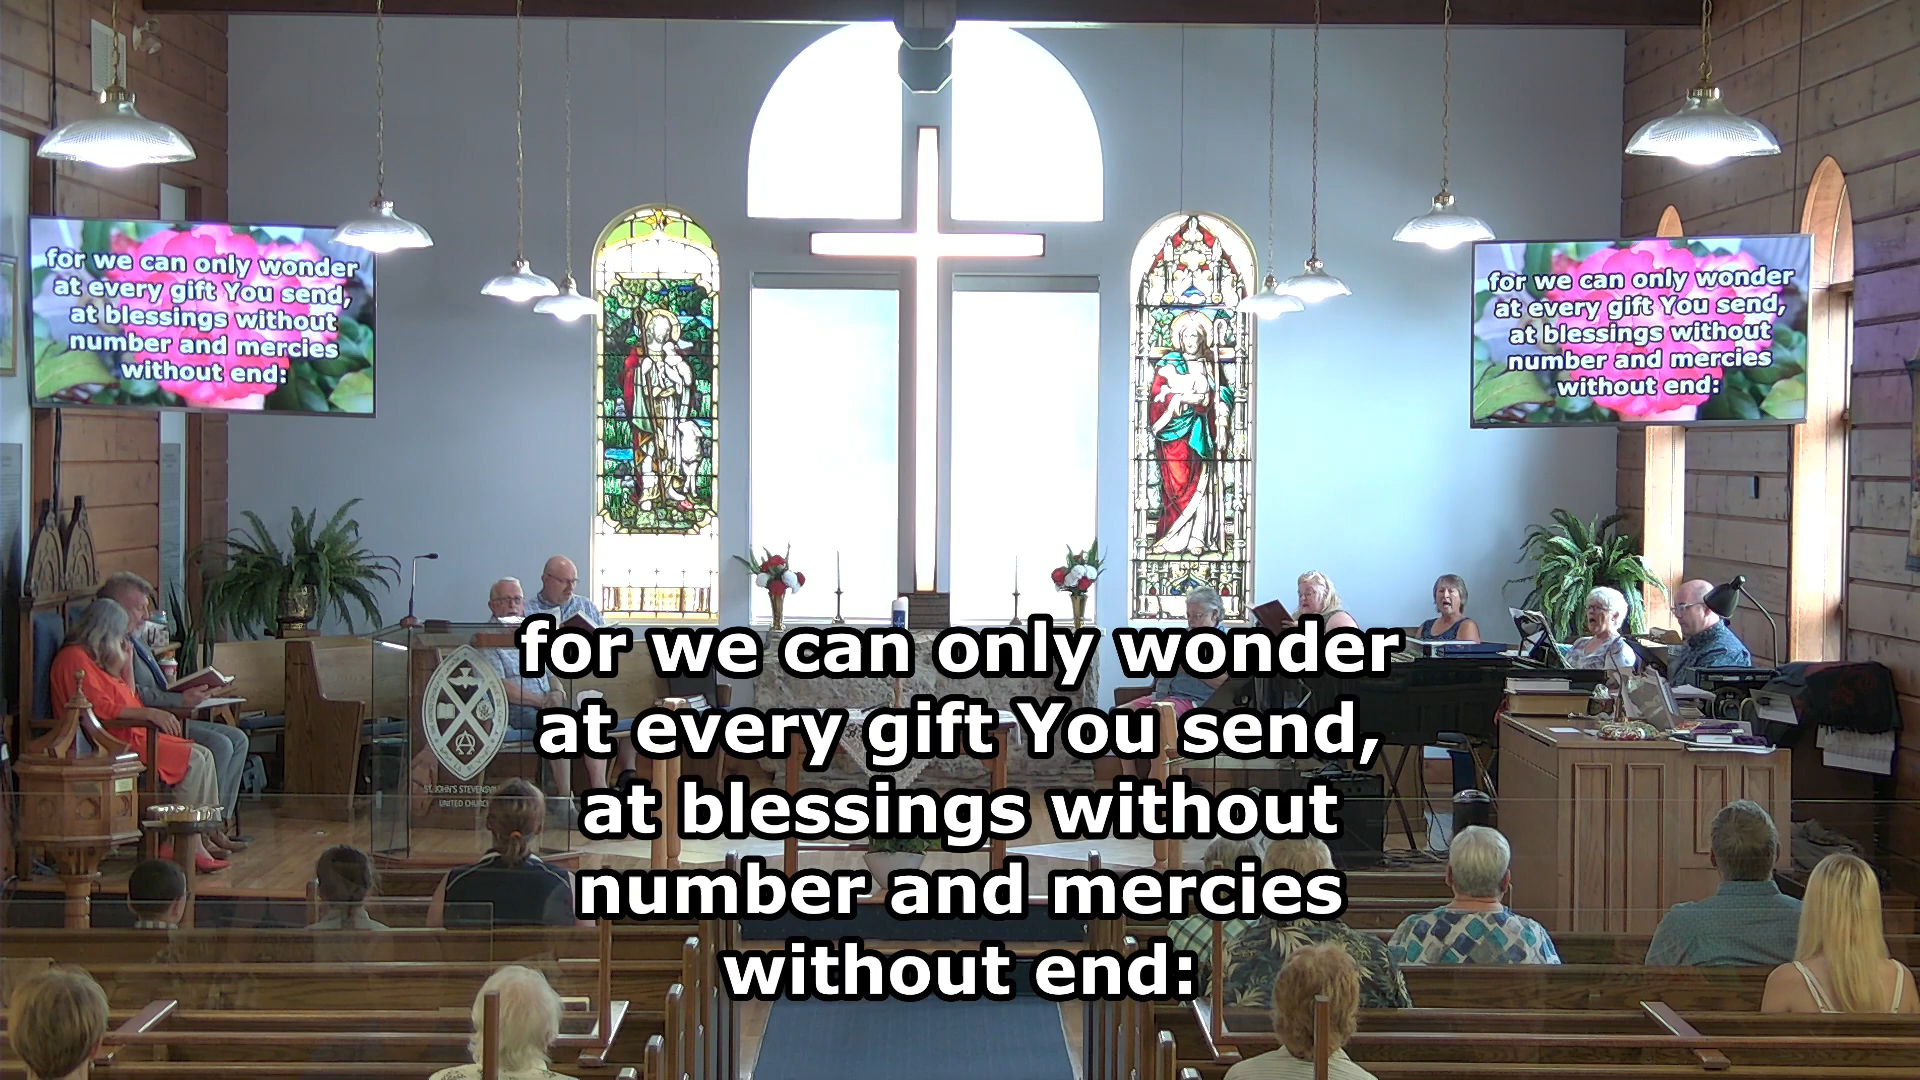 for we can only wonder
at every gift You send,
at blessings without
number and mercies
without end:
for we can only wonder
at every gift You send,
at blessings without
number and mercies
without end:
for we can only wonder
at every gift You send,
at blessings without
number and mercies
without end:
UNITED CHURCH